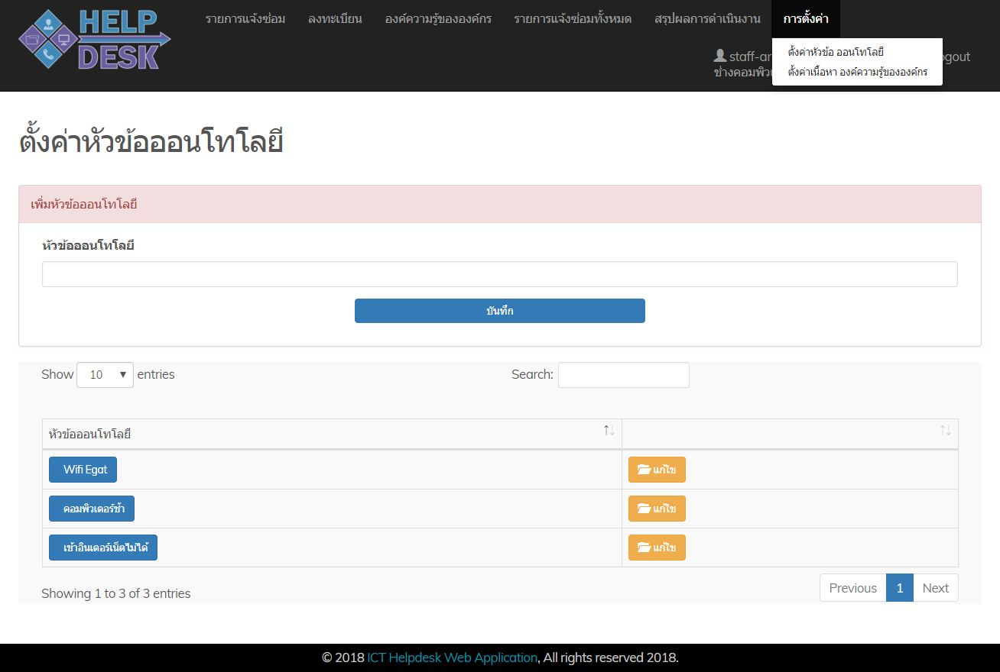 HELP
DESK
รายการแจ้งซ่อม ลงทะเบียน องค์ความรู้ขององค์กร รายการแจ้งซ่อมทั้งหมด สรุปผลการดำเนินงาน การตั้งค่า
ตั้งค่าหัวข้อ ออนโทโลยี
staff-ar ogout
ตั้งค่าเนื้อหา องค์ความรู้ขององค์กร
ช่างคอมพิวเ
ตั้งค่าหัวข้อออนโทโลยี
เพิ่มหัวข้อออนโทโลยี
หัวข้อออนโทโลยี
บันทึก
Show 10 entries Search:
หัวข้อออนโทโลยี
Wifi Egat แก้ไข
คอมพิวเตอร์ช้า แก้ไข
เข้าอินเตอร์เน็ตไม่ได้ แก้ไข
Showing 1 to 3 of 3 entries Previous 1 Next
© 2018 ICT Helpdesk Web Application, All rights reserved 2018.